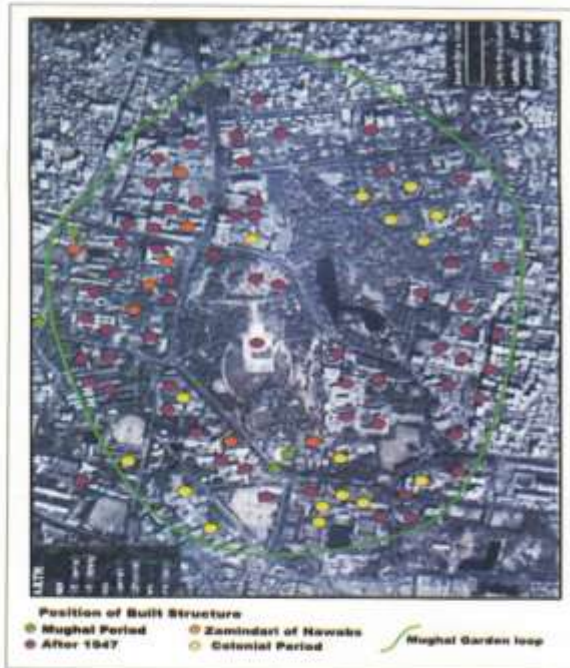 Position of Built Structure
Mughal Period
Zamindari of Nawabs
After 1947
Colonial Period
Mughal Garden loop